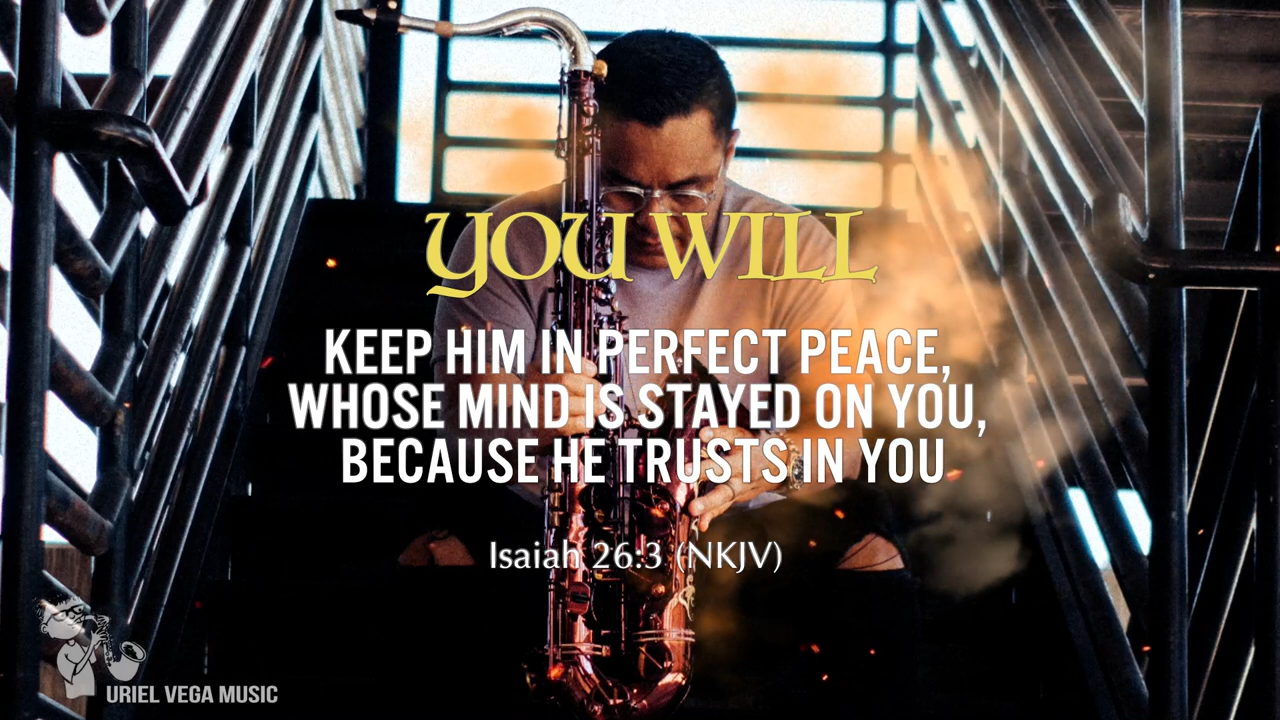 YOU WILL
KEEP HIM IN PERFECT PEACE,
WHOSE MIND IS STAYED ON YOU,
BECAUSE HE TRUSTS IN YOU
Isaiah 26:3 (NKJV)
URIEL VEGA MUSIC